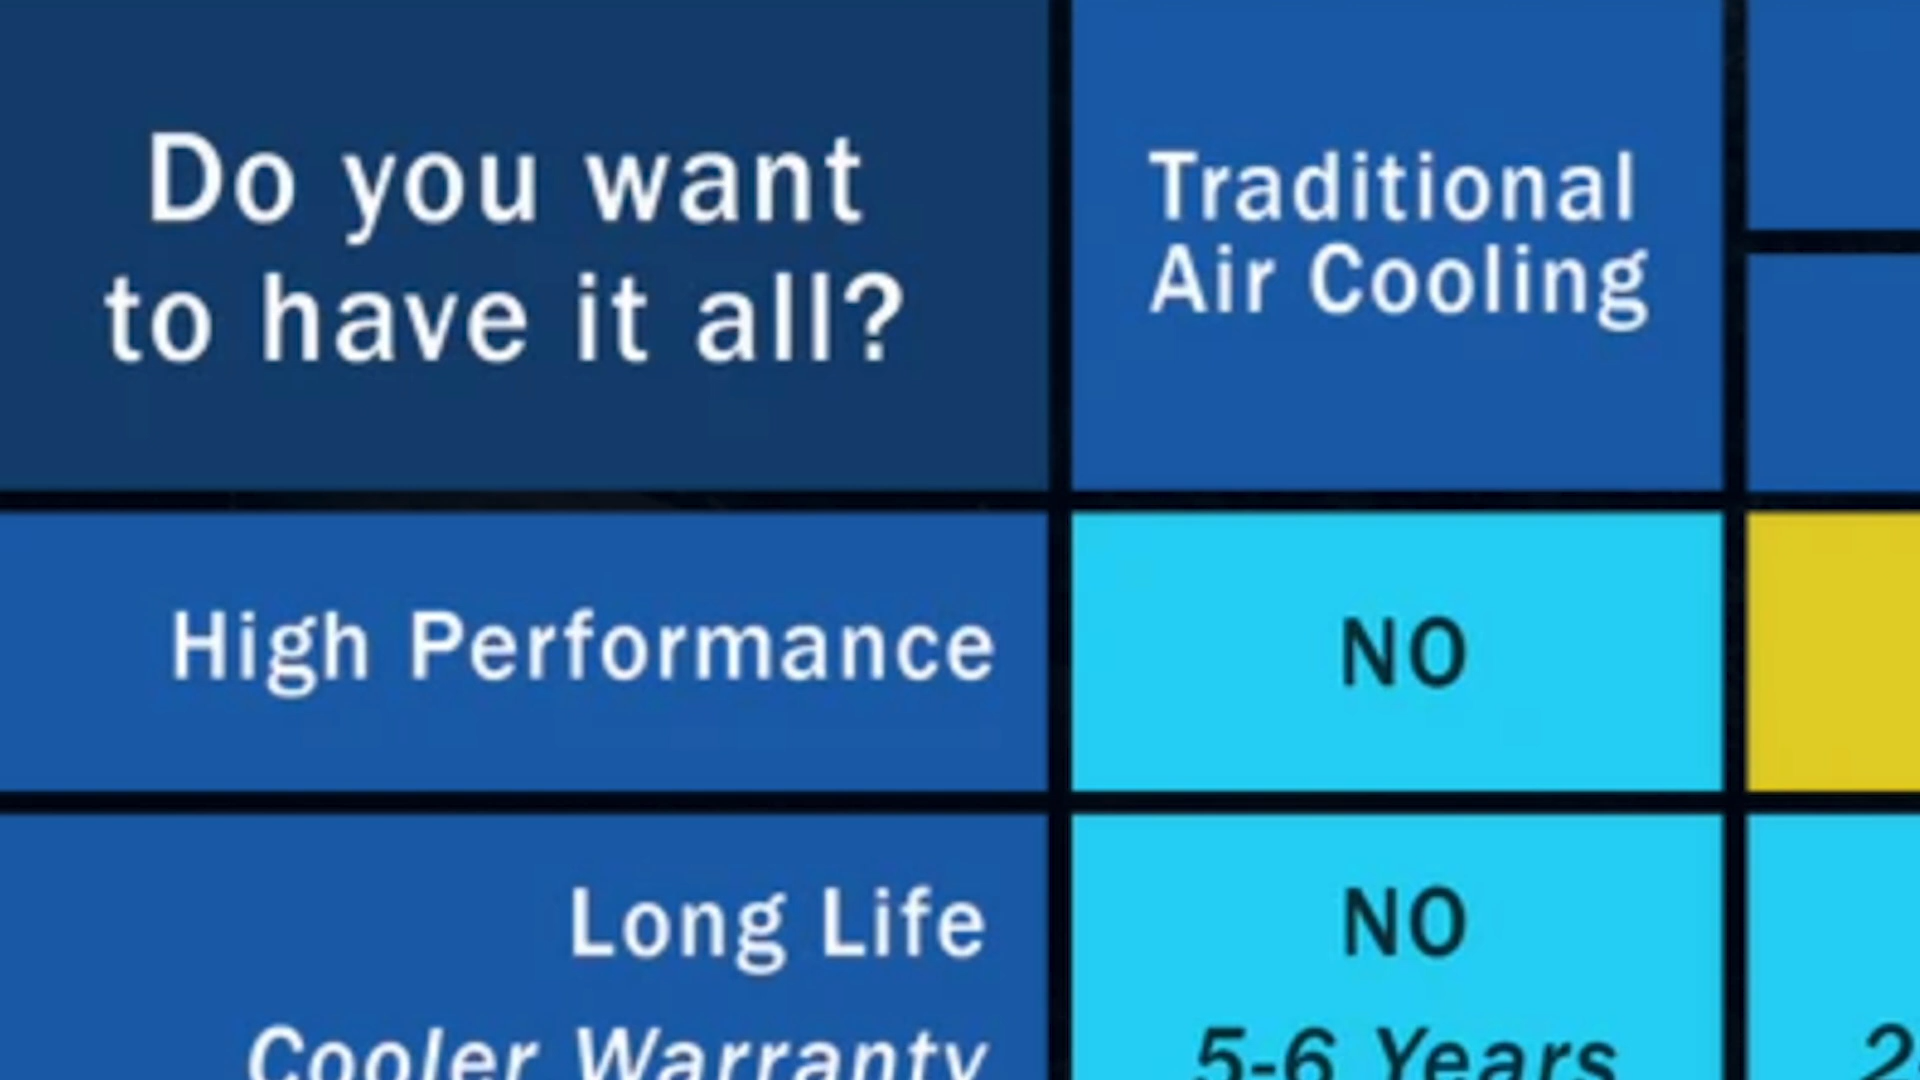 Do you want
to have it all?
Traditional
Air Cooling
High Performance
NO
Long Life
NO
Cooler Warranty
5-6 Years